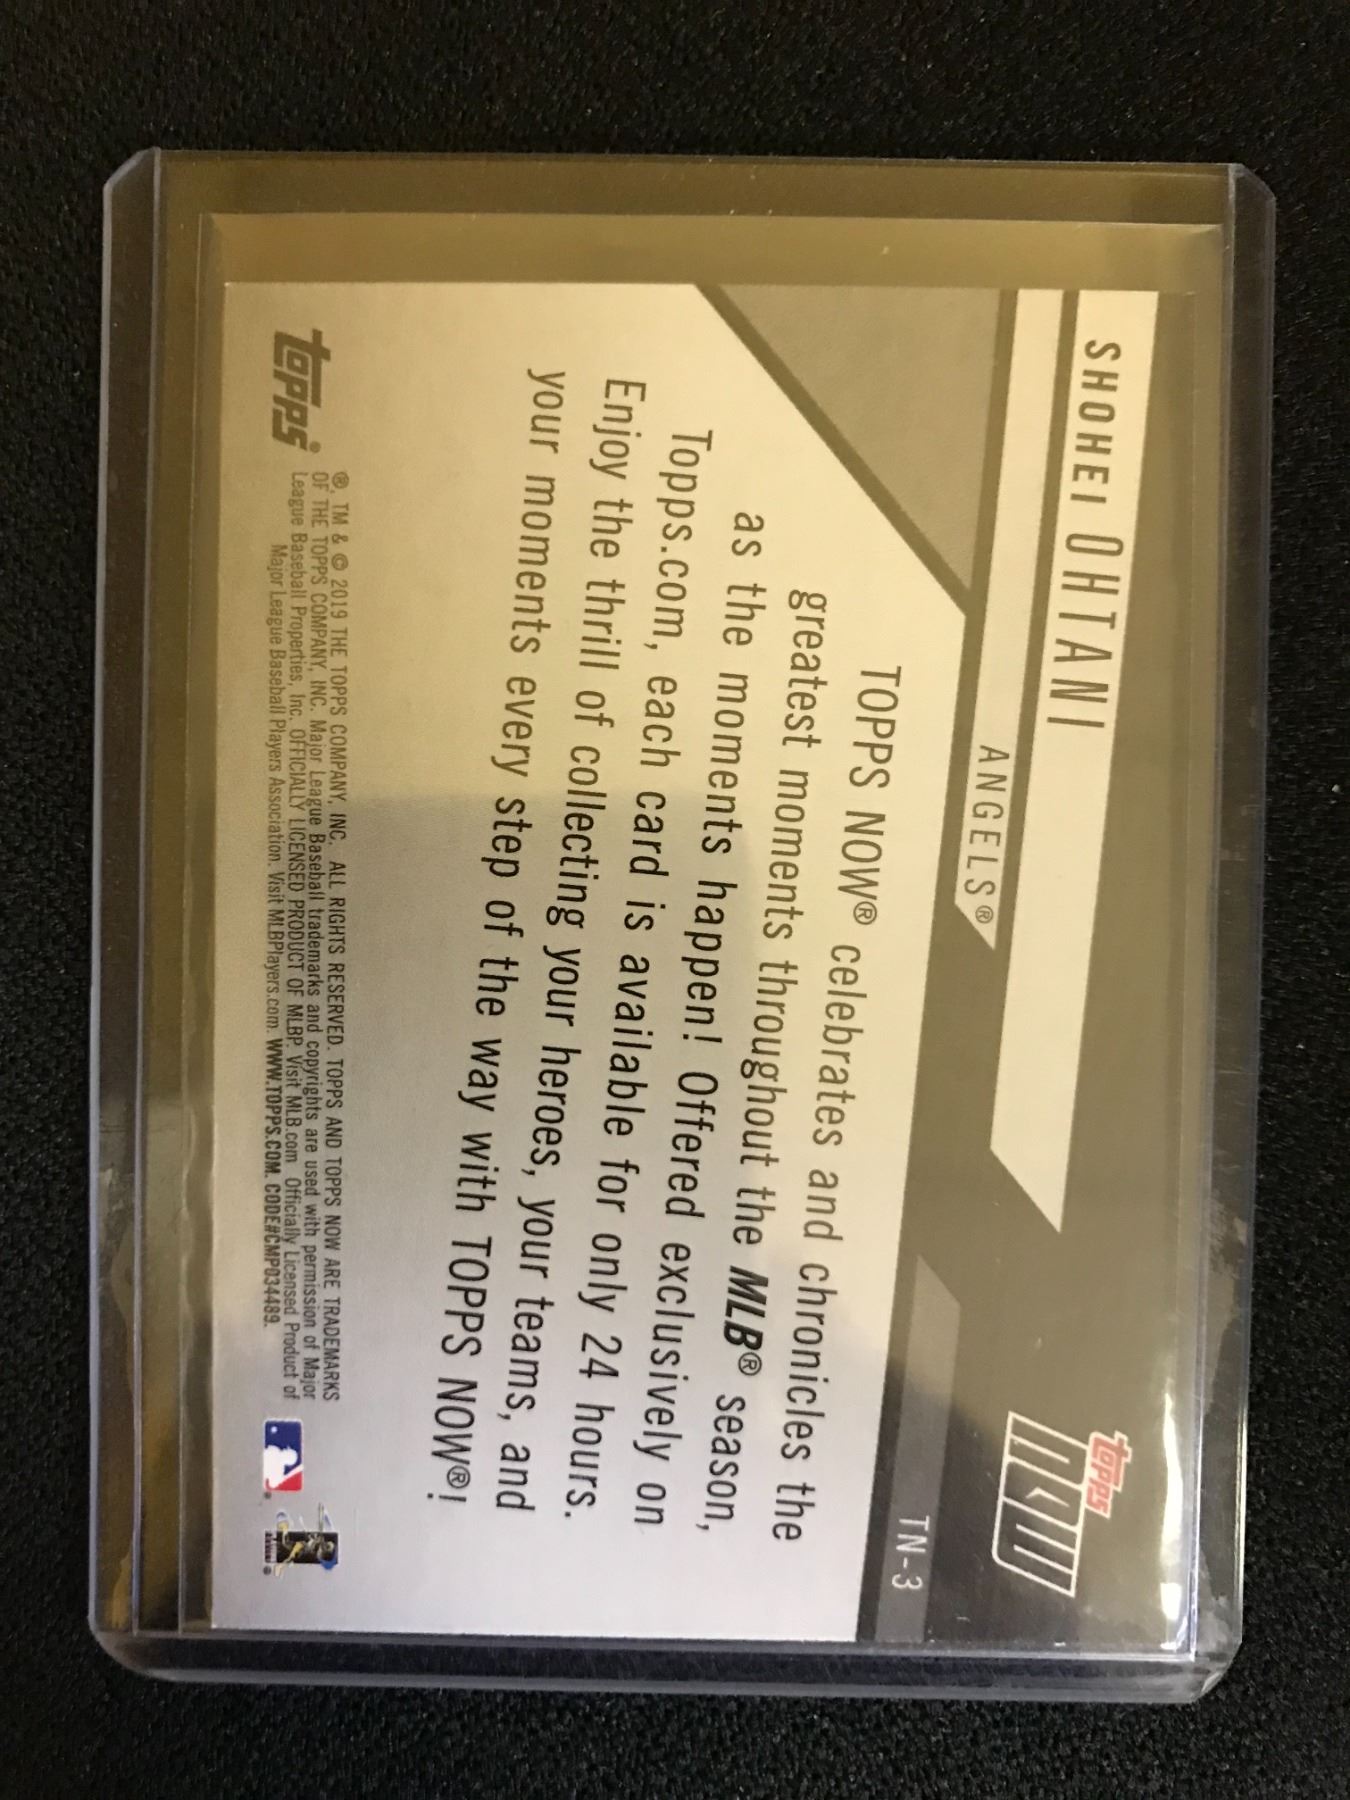 SHOHEI OHTANI
ANGELS®
topps
NOW
TN-3
TOPPS NOW® celebrates and chronicles the
greatest moments throughout the MLB® season,
as the moments happen! Offered exclusively on
Topps.com, each card is available for only 24 hours.
Enjoy the thrill of collecting your heroes, your teams, and
your moments every step of the way with TOPPS NOW®!
topps®
®, TM & © 2019 THE TOPPS COMPANY, INC. ALL RIGHTS RESERVED. TOPPS AND TOPPS NOW ARE TRADEMARKS
OF THE TOPPS COMPANY, INC. Major League Baseball trademarks and copyrights are used with permission of Major
League Baseball Properties, Inc. OFFICIALLY LICENSED PRODUCT OF MLBP. Visit MLB.com Officially Licensed Product of
Major League Baseball Players Association. Visit MLBPlayers.com. WWW.TOPPS.COM. CODE#CMP034489.